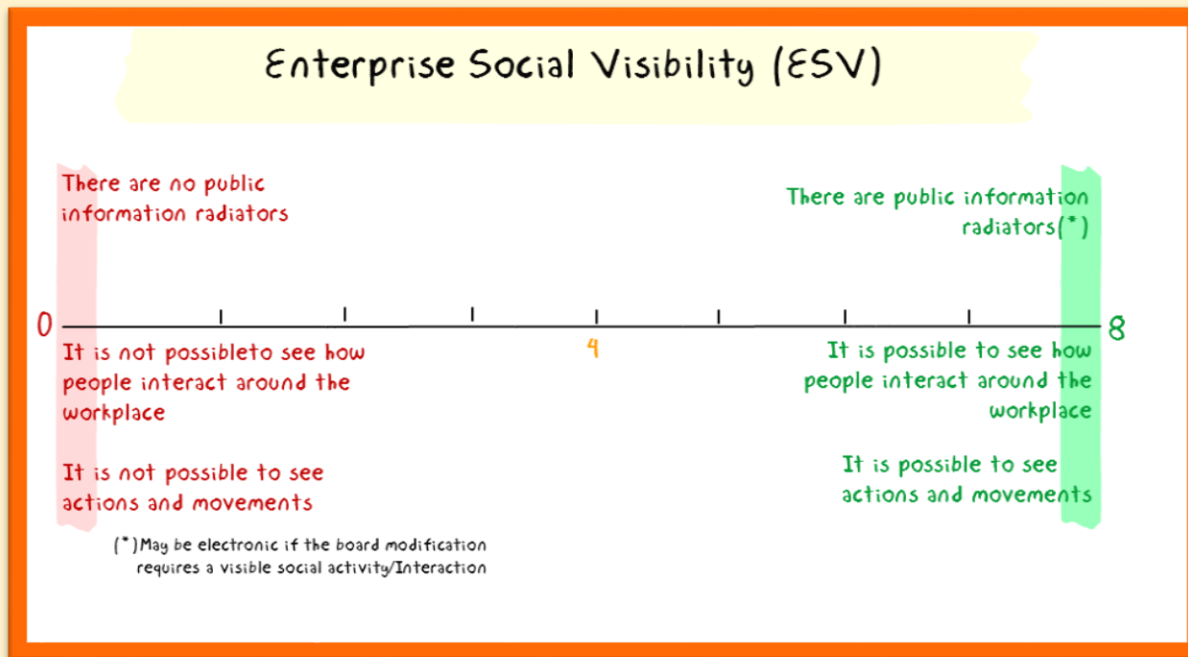 Enterprise Social Visibility (ESV)
There are no public
information radiators
There are public information
radiators(*)
0
4
8
It is not possibleto see how
people interact around the
workplace
It is possible to see how
people interact around the
workplace
It is not possible to see
actions and movements
It is possible to see
actions and movements
(*)May be electronic if the board modification
requires a visible social activity/Interaction